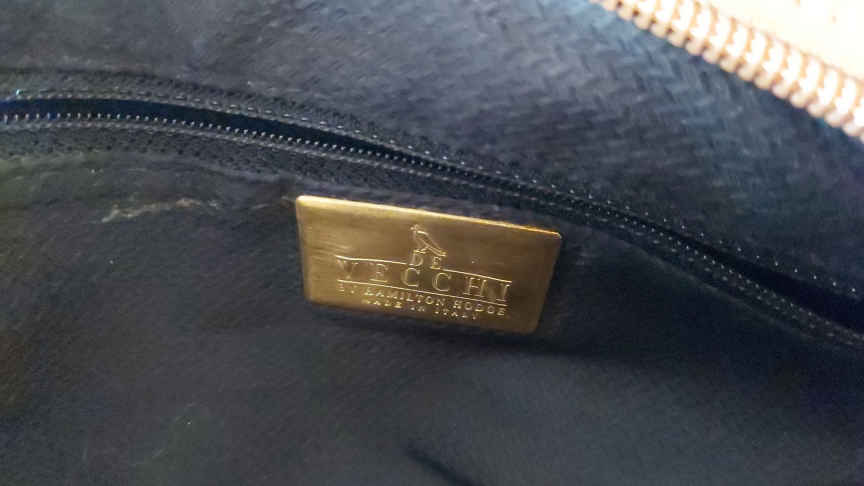 DE
VECCHI
BY HAMILTON HODGE
MADE IN ITALY